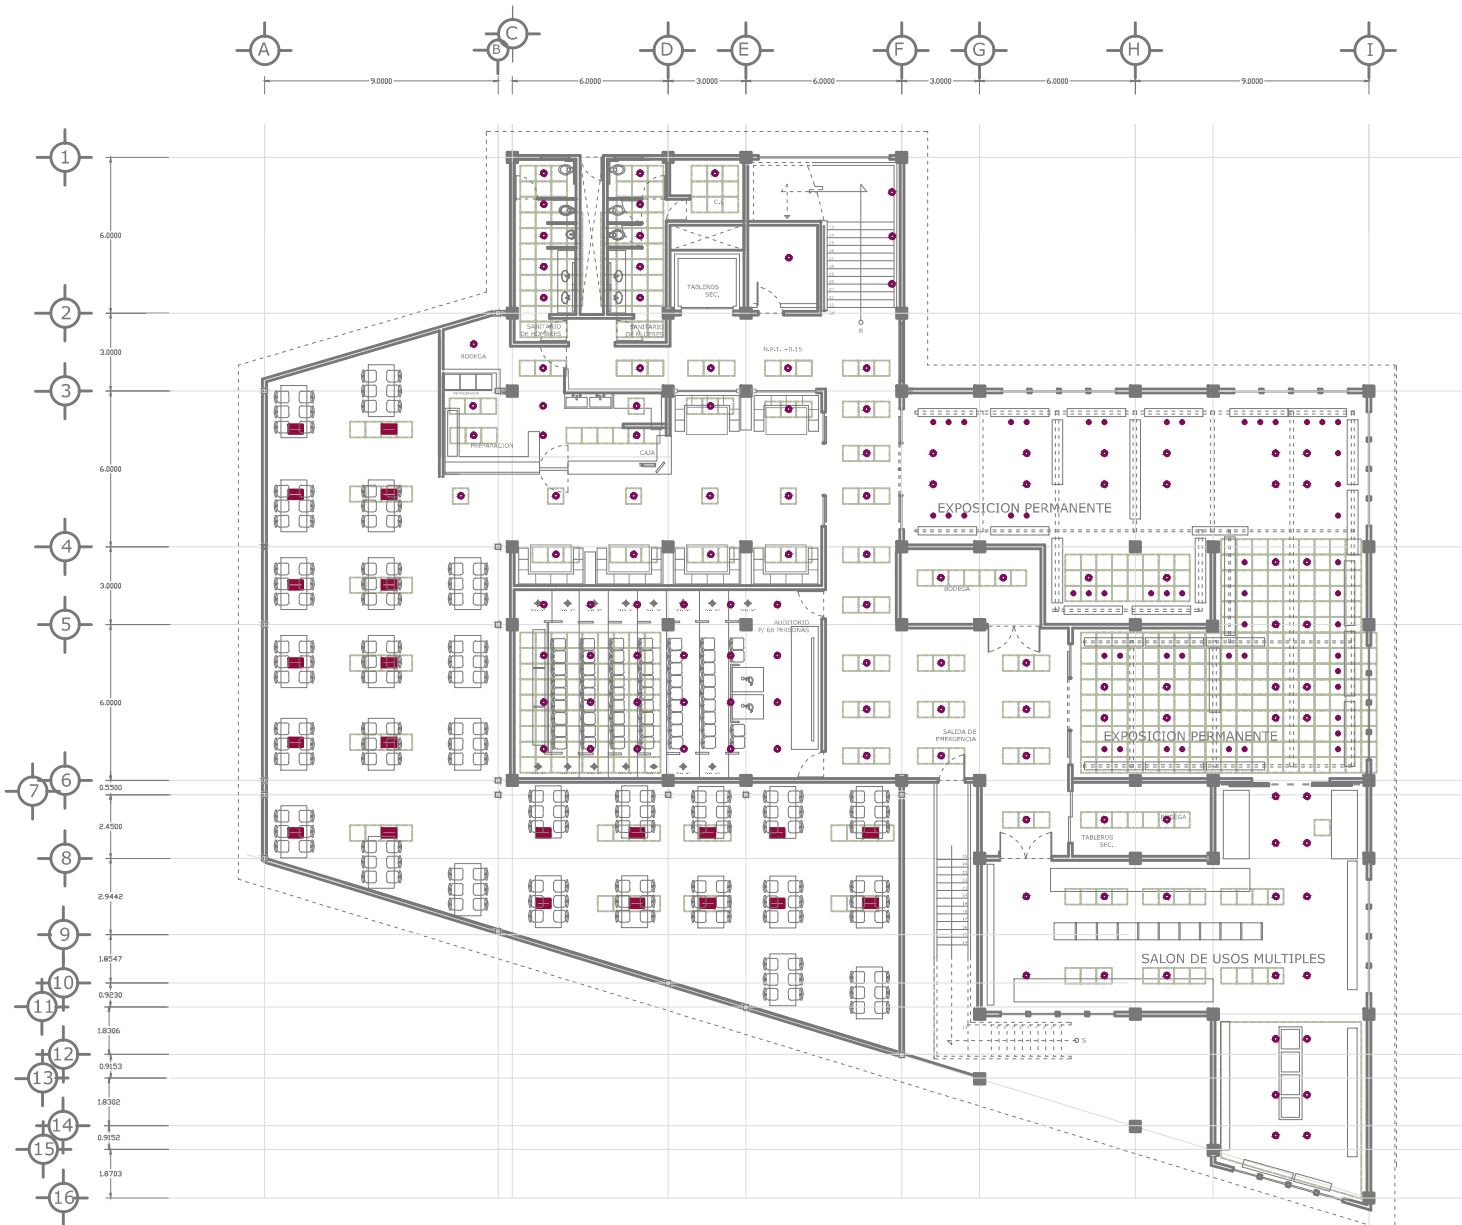 A
B
C
D
E
F
G
H
I
9.0000
6.0000
3.0000
6.0000
3.0000
6.0000
9.0000
1
6.0000
C.L.
TABLEROS
SEC.
2
SANITARIO
DE HOMBRES
SANITARIO
DE MUJERES
B
3.0000
N.P.T. +0.15
BODEGA
3
REFRIGERADOR
PREPARACION
CAJA
6.0000
EXPOSICION PERMANENTE
4
3.0000
BODEGA
5
AUDITORIO
P/ 60 PERSONAS
6.0000
SALIDA DE
EMERGENCIA
EXPOSICION PERMANENTE
6
7
0.5500
2.4500
BODEGA
TABLEROS
SEC.
8
2.9442
9
1.8547
SALON DE USOS MULTIPLES
10
0.9230
11
1.8306
S
12
0.9153
13
1.8302
14
0.9152
15
1.8703
16